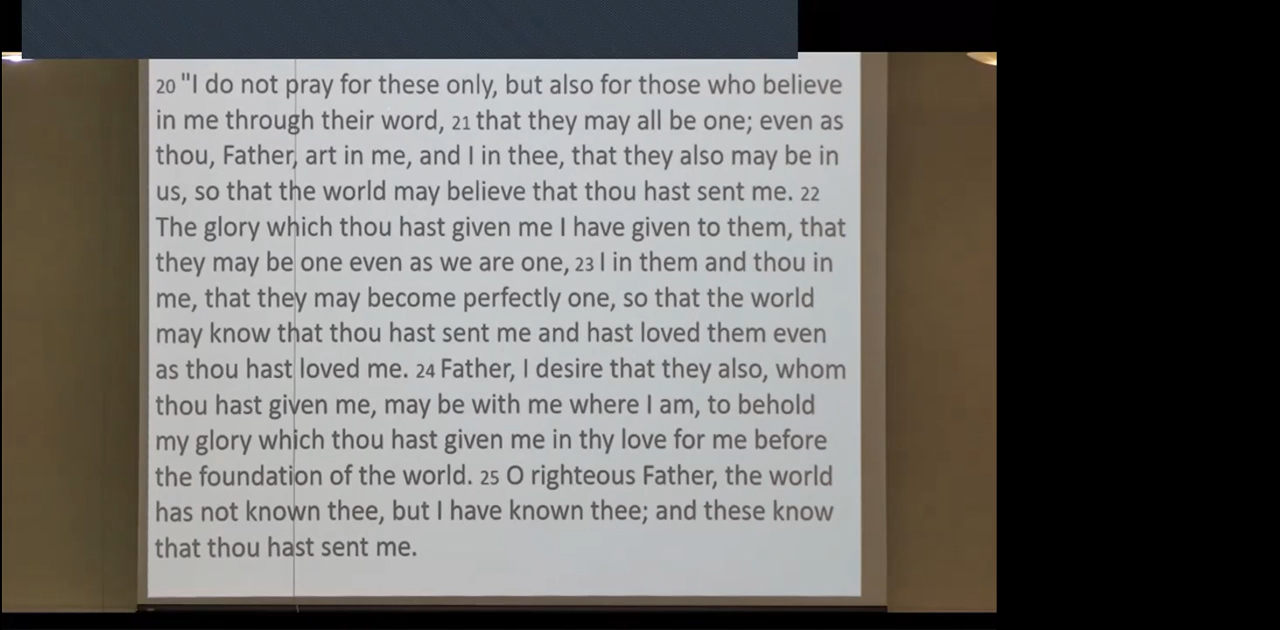 20 "I do not pray for these only, but also for those who believe
in me through their word, 21 that they may all be one; even as
thou, Father, art in me, and I in thee, that they also may be in
us, so that the world may believe that thou hast sent me. 22
The glory which thou hast given me I have given to them, that
they may be one even as we are one, 23 I in them and thou in
me, that they may become perfectly one, so that the world
may know that thou hast sent me and hast loved them even
as thou hast loved me. 24 Father, I desire that they also, whom
thou hast given me, may be with me where I am, to behold
my glory which thou hast given me in thy love for me before
the foundation of the world. 25 O righteous Father, the world
has not known thee, but I have known thee; and these know
that thou hast sent me.